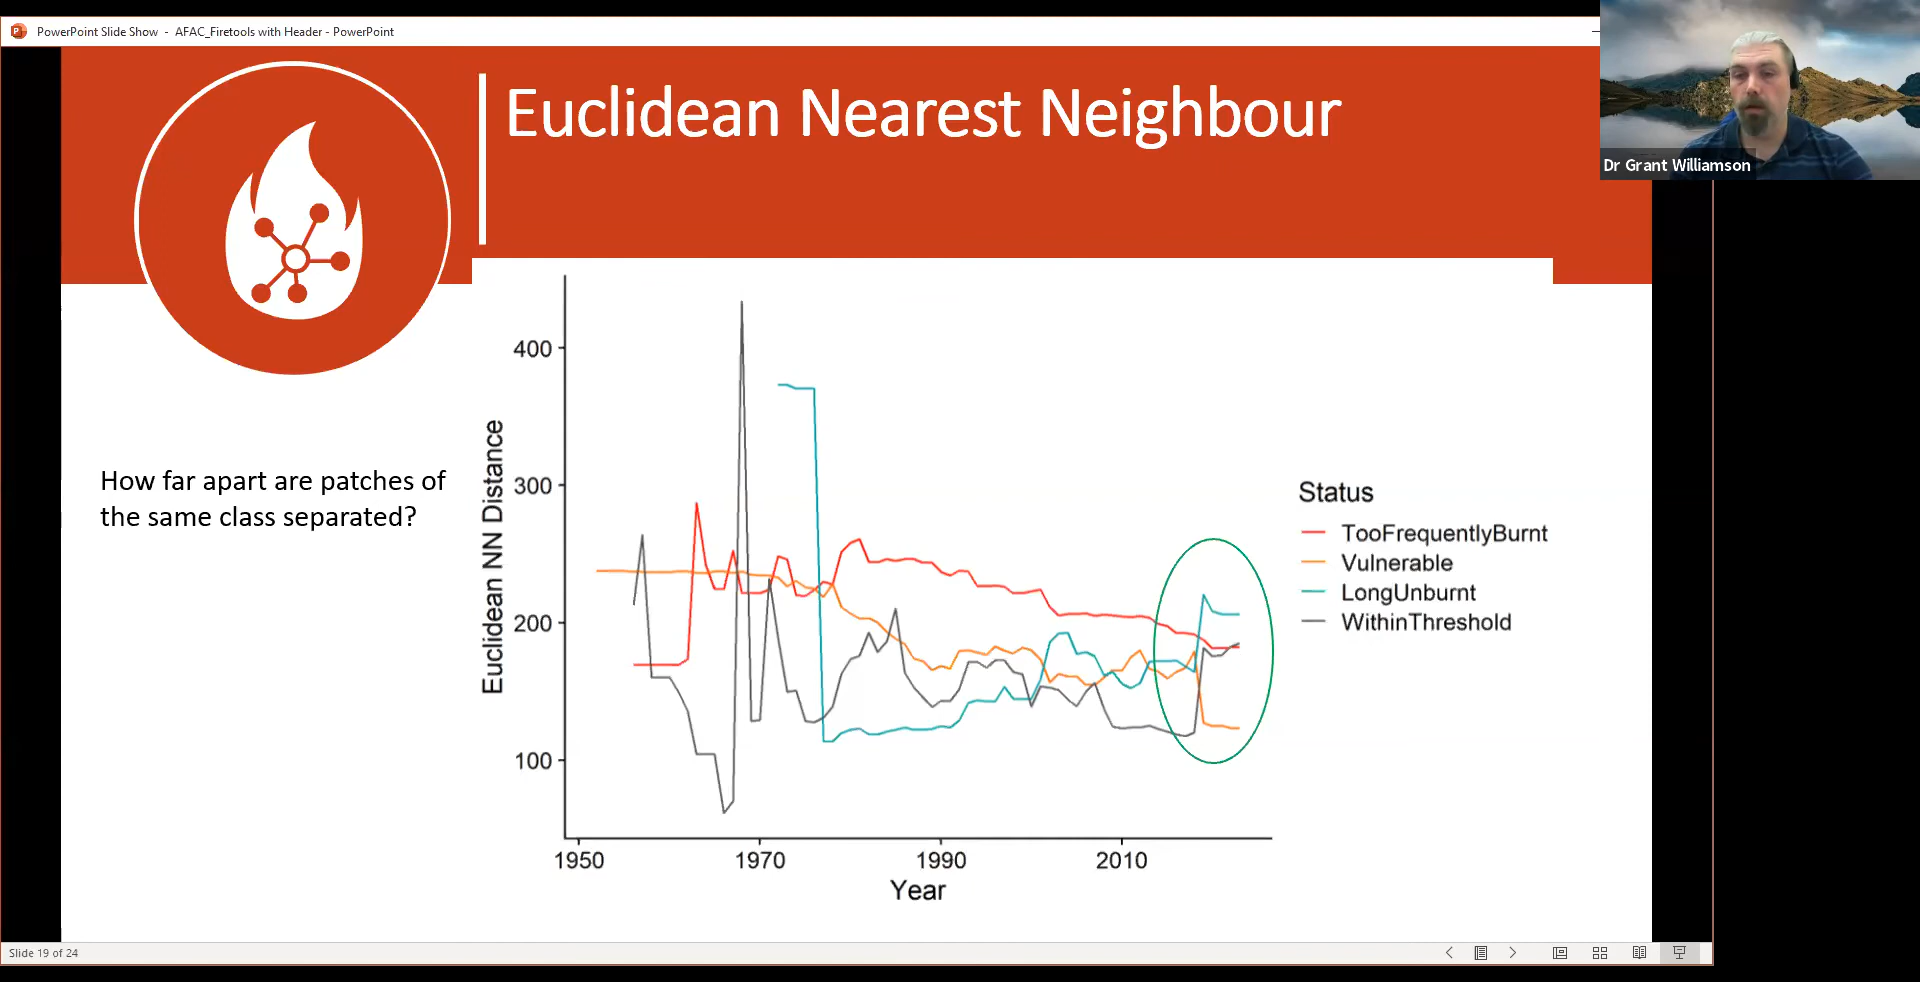 PowerPoint Slide Show - AFAC_Firetools with Header - PowerPoint
Euclidean Nearest Neighbour
Dr Grant Williamson
How far apart are patches of
the same class separated?
Euclidean NN Distance
400
300
200
100
1950 1970 1990 2010
Year
Status
TooFrequentlyBurnt
Vulnerable
LongUnburnt
WithinThreshold
Slide 19 of 24